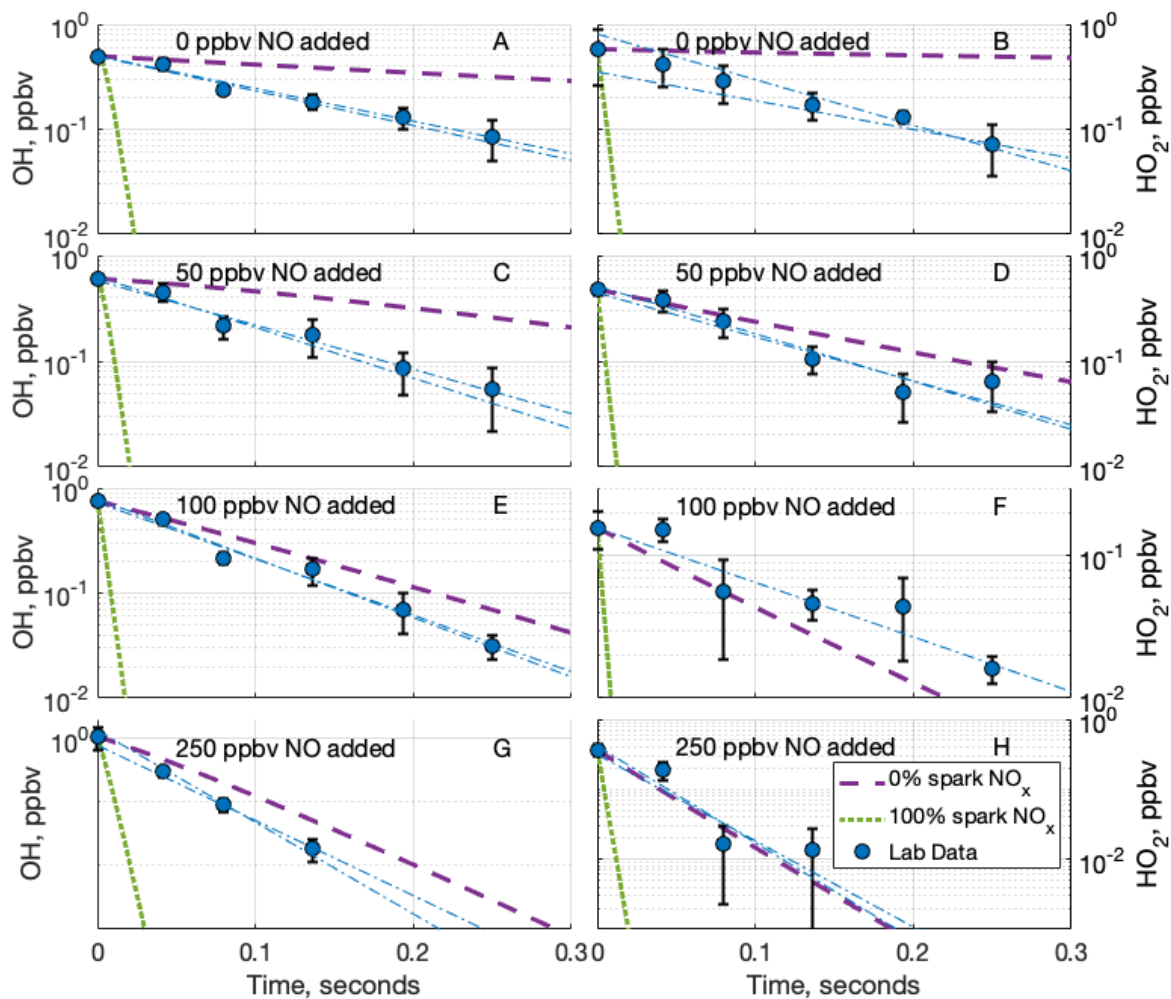 10⁰ 0 ppbv NO added A
10⁻¹
10⁻²
OH, ppbv
0 ppbv NO added B 10⁰
10⁻¹
10⁻²
HO₂, ppbv
10⁰ 50 ppbv NO added C
10⁻¹
10⁻²
OH, ppbv
50 ppbv NO added D 10⁰
10⁻¹
10⁻²
HO₂, ppbv
10⁰ 100 ppbv NO added E
10⁻¹
10⁻²
OH, ppbv
100 ppbv NO added F
10⁻¹
10⁻²
HO₂, ppbv
10⁰ 250 ppbv NO added G
OH, ppbv
0 0.1 0.2 0.3
Time, seconds
250 ppbv NO added H 10⁰
10⁻²
HO₂, ppbv
0% spark NOₓ
100% spark NOₓ
Lab Data
0 0.1 0.2 0.3
Time, seconds